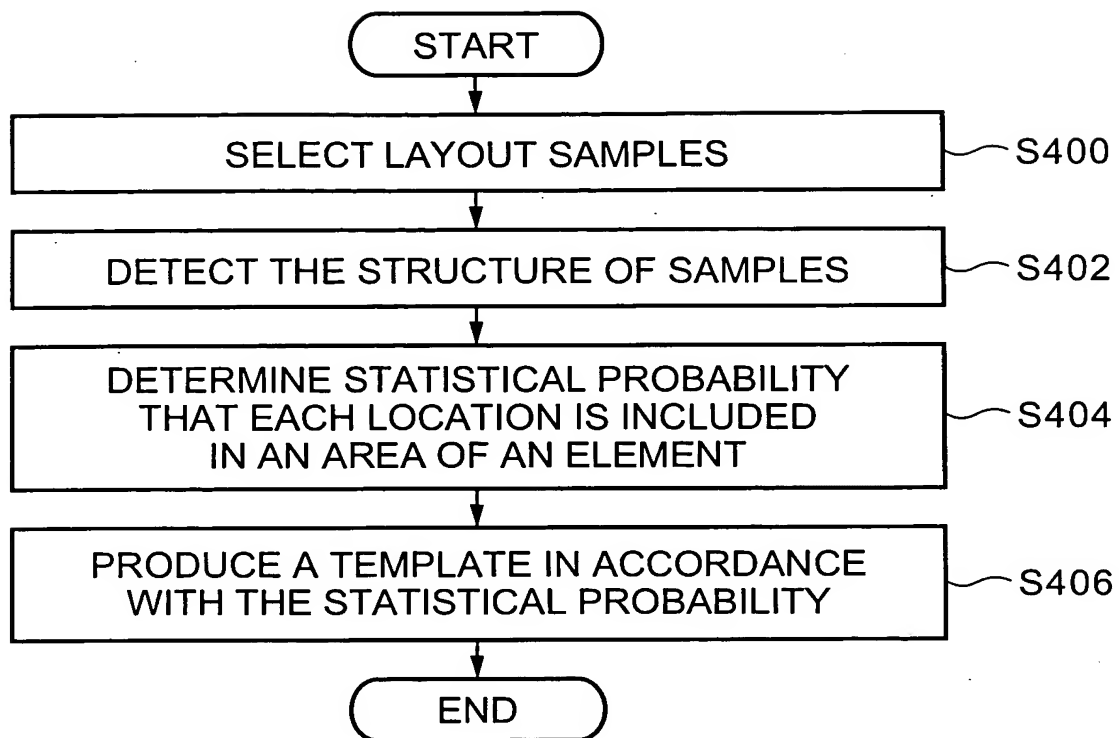 START
SELECT LAYOUT SAMPLES
S400
DETECT THE STRUCTURE OF SAMPLES
S402
DETERMINE STATISTICAL PROBABILITY
THAT EACH LOCATION IS INCLUDED
IN AN AREA OF AN ELEMENT
S404
PRODUCE A TEMPLATE IN ACCORDANCE
WITH THE STATISTICAL PROBABILITY
S406
END